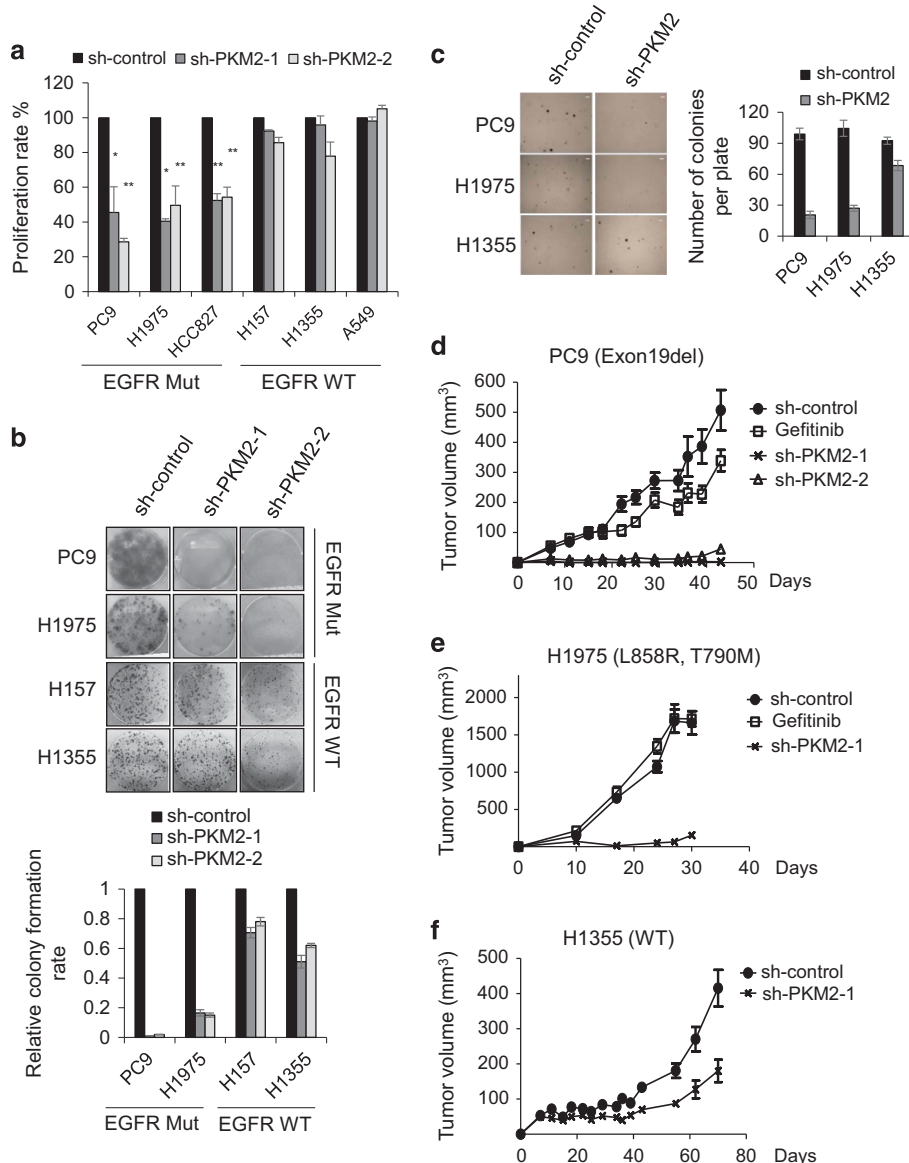 a
sh-control sh-PKM2-1 sh-PKM2-2
Proliferation rate %
120
100
80
60
40
20
0
* ** * ** ** **
PC9 H1975 HCC827 H157 H1355 A549
EGFR Mut EGFR WT
b
sh-control sh-PKM2-1 sh-PKM2-2
PC9
H1975
H157
H1355
EGFR Mut
EGFR WT
sh-control
sh-PKM2-1
sh-PKM2-2
Relative colony formation
rate
1
0.8
0.6
0.4
0.2
0
PC9 H1975 H157 H1355
EGFR Mut EGFR WT
c
sh-control sh-PKM2
PC9
H1975
H1355
sh-control
sh-PKM2
Number of colonies
per plate
120
90
60
30
0
PC9 H1975 H1355
d
PC9 (Exon19del)
Tumor volume (mm³)
600
500
400
300
200
100
0 10 20 30 40 50 Days
sh-control
Gefitinib
sh-PKM2-1
sh-PKM2-2
e
H1975 (L858R, T790M)
Tumor volume (mm³)
2000
1500
1000
500
0 10 20 30 40 Days
sh-control
Gefitinib
sh-PKM2-1
f
H1355 (WT)
Tumor volume (mm³)
400
300
200
100
0 20 40 60 80 Days
sh-control
sh-PKM2-1